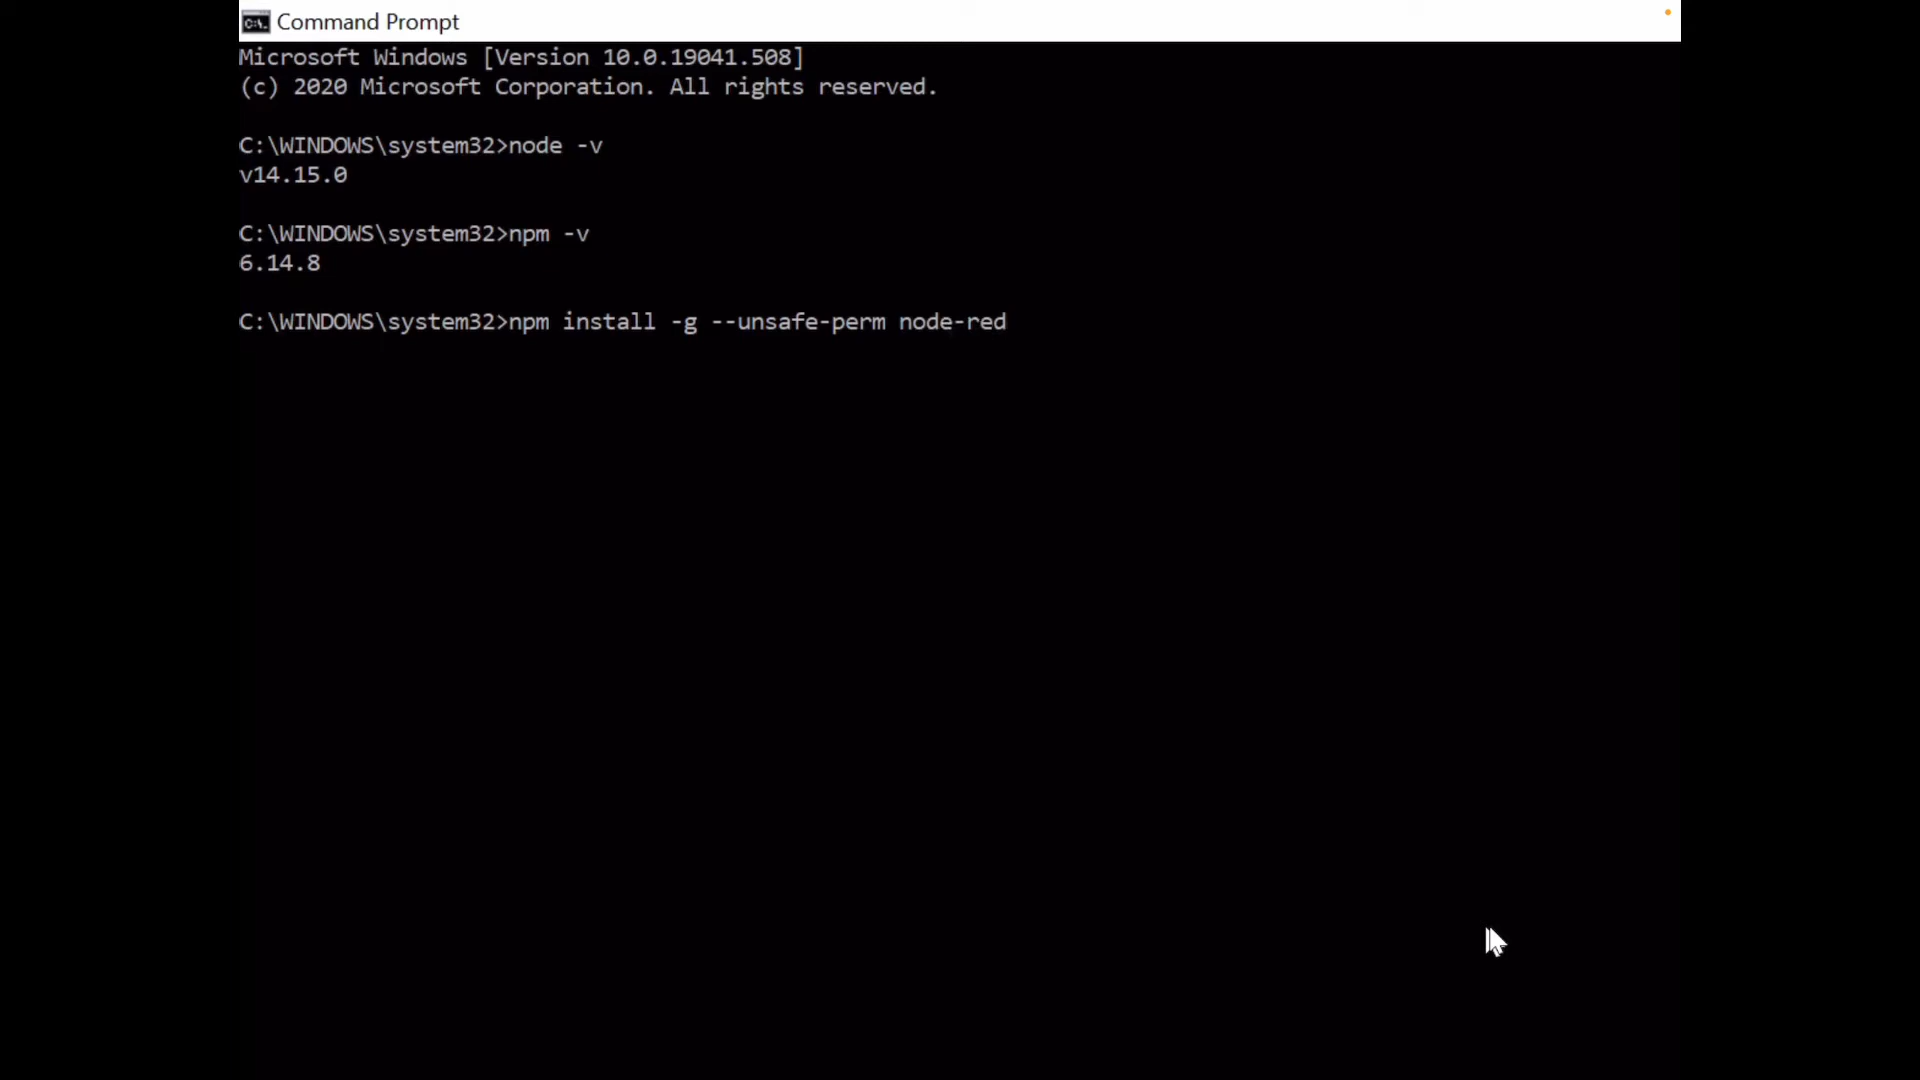 Command Prompt
Microsoft Windows [Version 10.0.19041.508]
(c) 2020 Microsoft Corporation. All rights reserved.
C:\WINDOWS\system32>node -v
v14.15.0
C:\WINDOWS\system32>npm -v
6.14.8
C:\WINDOWS\system32>npm install -g --unsafe-perm node-red